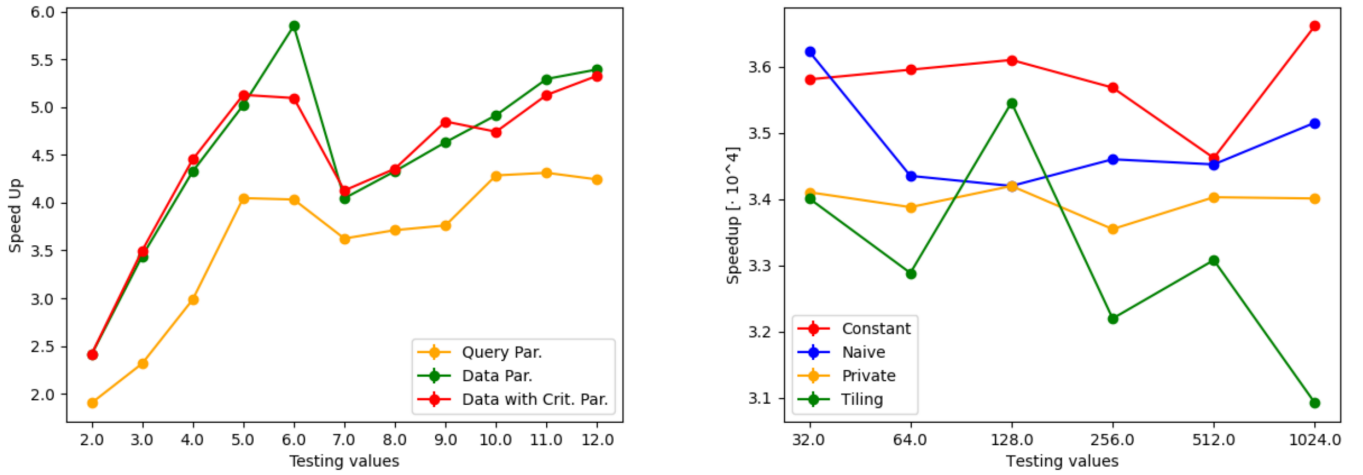 6.0
5.5
5.0
4.5
4.0
3.5
3.0
2.5
2.0
Speed Up
2.0 3.0 4.0 5.0 6.0 7.0 8.0 9.0 10.0 11.0 12.0
Testing values
Query Par.
Data Par.
Data with Crit. Par.
3.6
3.5
3.4
3.3
3.2
3.1
Speedup [· 10^4]
32.0 64.0 128.0 256.0 512.0 1024.0
Testing values
Constant
Naive
Private
Tiling